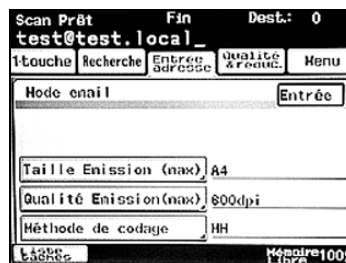 Scan Prêt Fin Dest.: 0
test@test.local_
1-touche Recherche Entrée adresse Qualité & réduc. Menu
Mode email Entrée
Taille Emission (max) A4
Qualité Emission(max) 600dpi
Méthode de codage MH
Liste tâches Mémoire Libre 100%